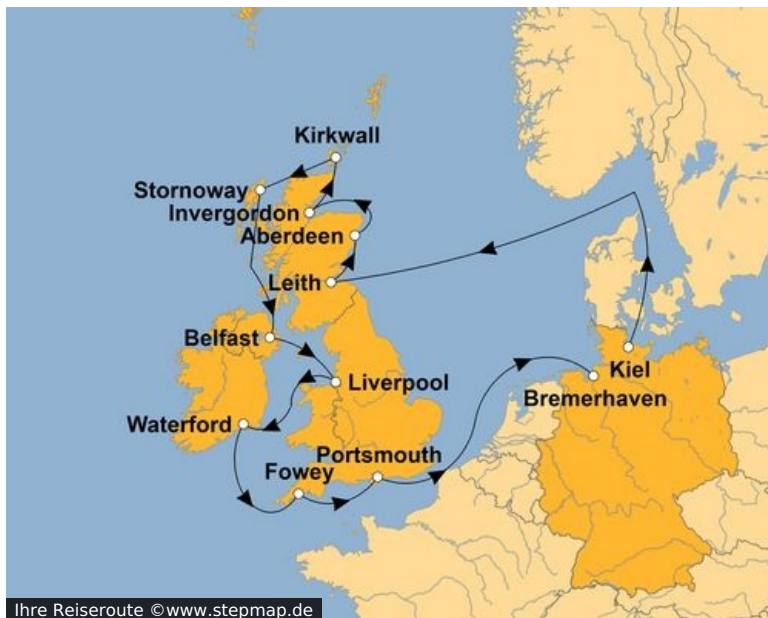 Kirkwall
Stornoway
Invergordon
Aberdeen
Leith
Belfast
Kiel
Liverpool
Bremerhaven
Waterford
Portsmouth
Fowey
Ihre Reiseroute ©www.stepmap.de